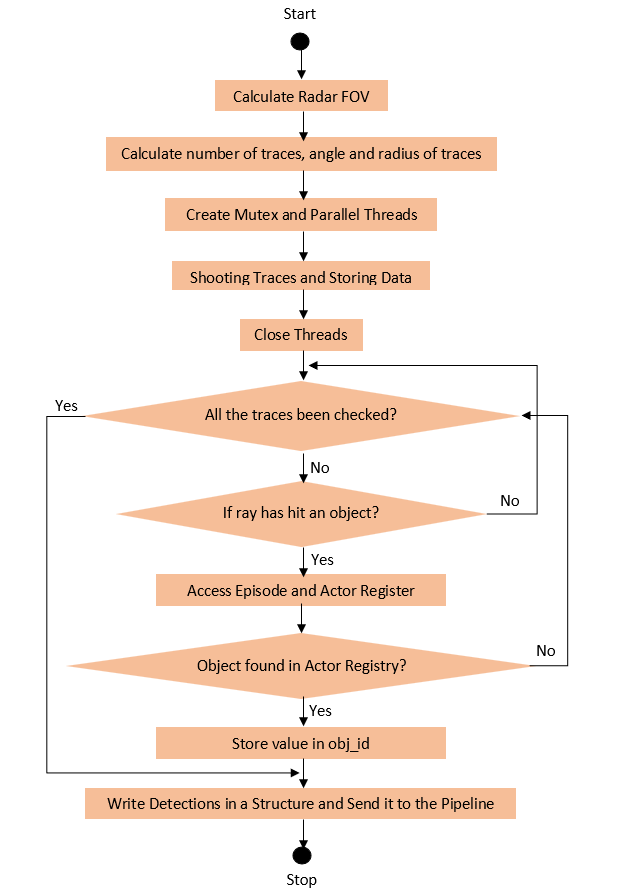 Start
Calculate Radar FOV
Calculate number of traces, angle and radius of traces
Create Mutex and Parallel Threads
Shooting Traces and Storing Data
Close Threads
Yes
All the traces been checked?
No
If ray has hit an object?
No
Yes
Access Episode and Actor Register
Object found in Actor Registry?
No
Yes
Store value in obj_id
Write Detections in a Structure and Send it to the Pipeline
Stop